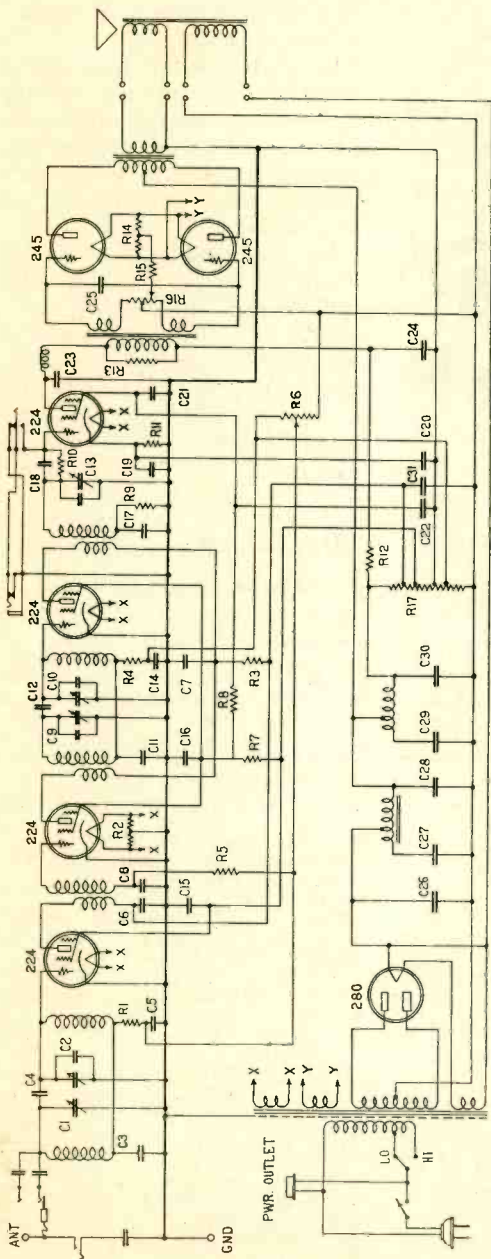 ANT
GND
C1
C2
C3
C4
R1
C5
224
X X
C6
C8
C15
R5
224
R2
X X
C9
C10
C11
C12
C16
R7
R8
R4
C14
C7
R3
224
X X
C17
R9
C18
R10
C13
C19
R11
224
X X
C21
C23
R13
R6
C25
R16
R15
R14
245
245
Y Y
C24
C20
C31
C22
R12
R17
C30
C29
C28
C27
C26
280
X X
Y Y
PWR. OUTLET
LO
HI